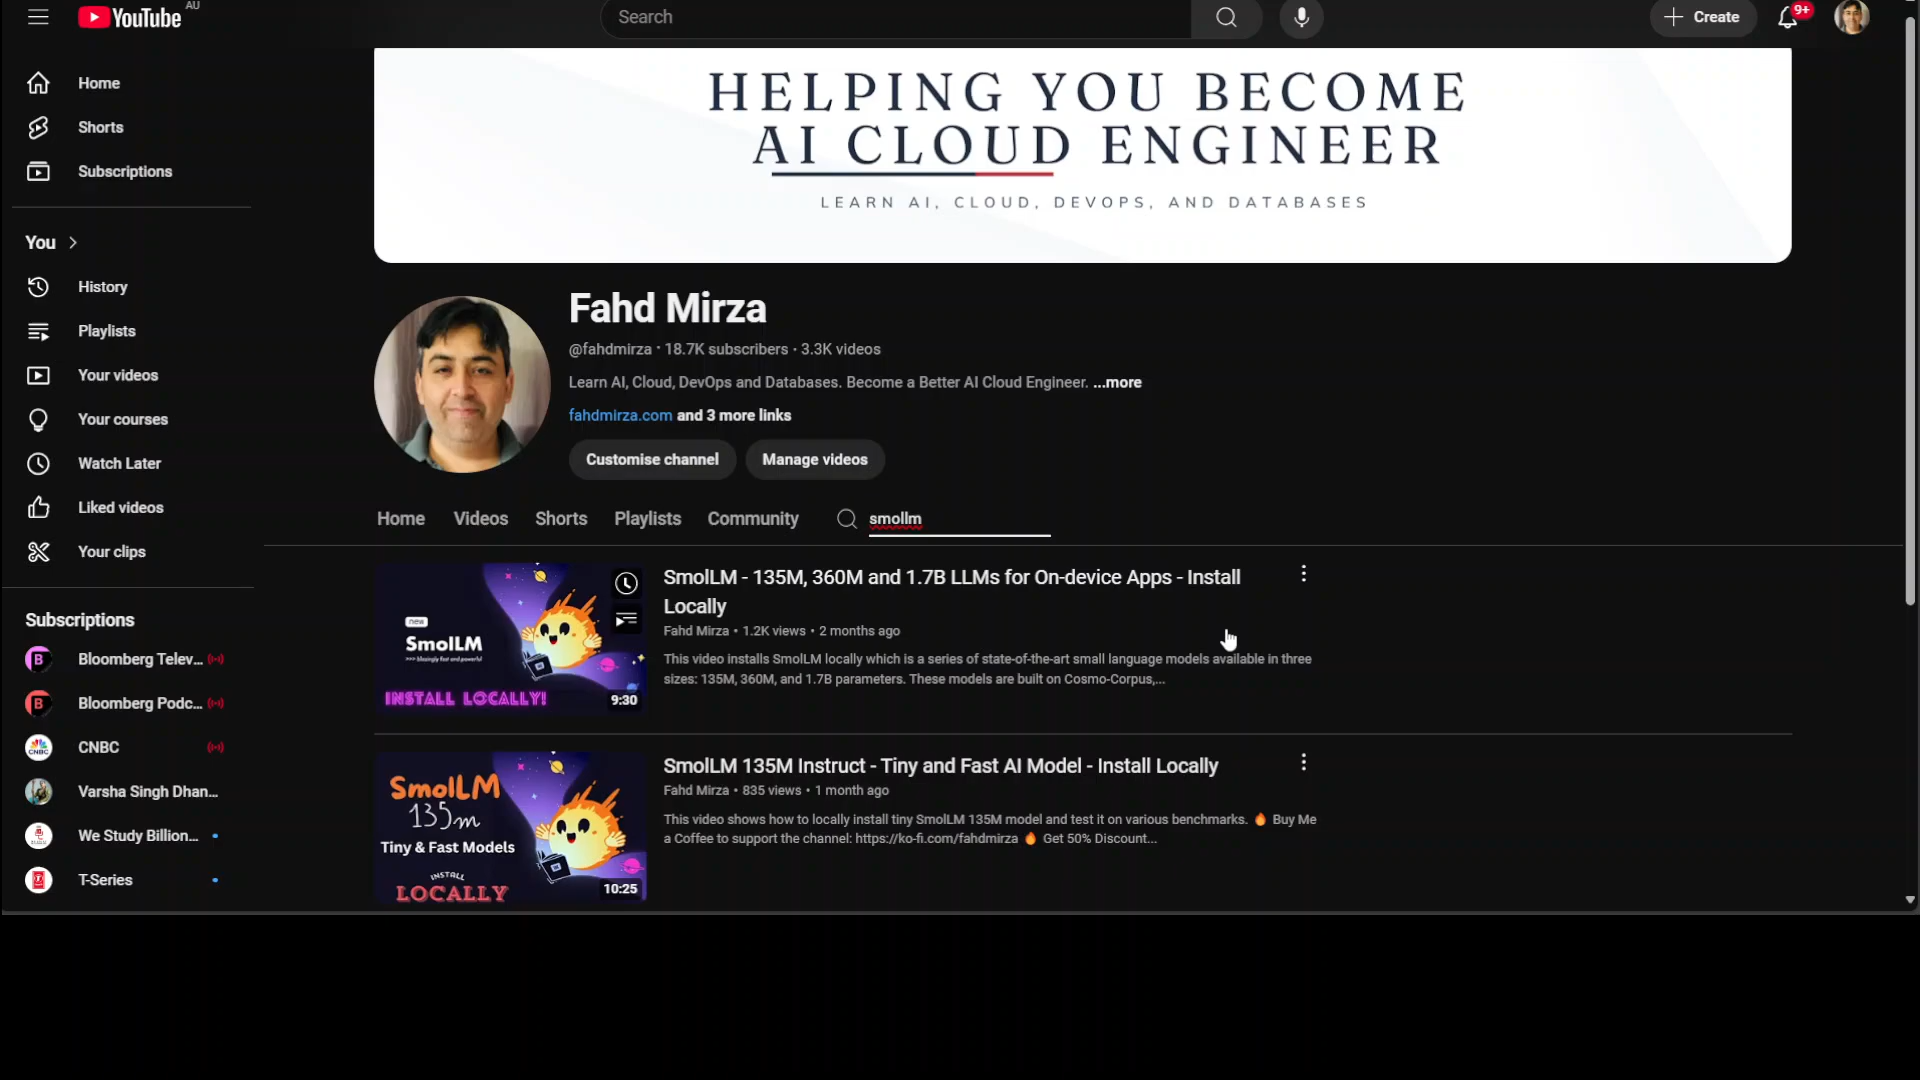 YouTube AU
Search
Create
9+
Home
Shorts
Subscriptions
You
History
Playlists
Your videos
Your courses
Watch Later
Liked videos
Your clips
Subscriptions
Bloomberg Telev...
Bloomberg Podc...
CNBC
Varsha Singh Dhan...
We Study Billion...
T-Series
HELPING YOU BECOME
AI CLOUD ENGINEER
LEARN AI, CLOUD, DEVOPS, AND DATABASES
Fahd Mirza
@fahdmirza • 18.7K subscribers • 3.3K videos
Learn AI, Cloud, DevOps and Databases. Become a Better AI Cloud Engineer. ...more
fahdmirza.com and 3 more links
Customise channel
Manage videos
Home Videos Shorts Playlists Community smollm
new
SmolLM
INSTALL LOCALLY!
9:30
SmolLM - 135M, 360M and 1.7B LLMs for On-device Apps - Install
Locally
Fahd Mirza • 1.2K views • 2 months ago
This video installs SmolLM locally which is a series of state-of-the-art small language models available in three
sizes: 135M, 360M, and 1.7B parameters. These models are built on Cosmo-Corpus,...
SmolLM
135m
Tiny & Fast Models
INSTALL
LOCALLY
10:25
SmolLM 135M Instruct - Tiny and Fast AI Model - Install Locally
Fahd Mirza • 835 views • 1 month ago
This video shows how to locally install tiny SmolLM 135M model and test it on various benchmarks. 🔥 Buy Me
a Coffee to support the channel: https://ko-fi.com/fahdmirza 🔥 Get 50% Discount...